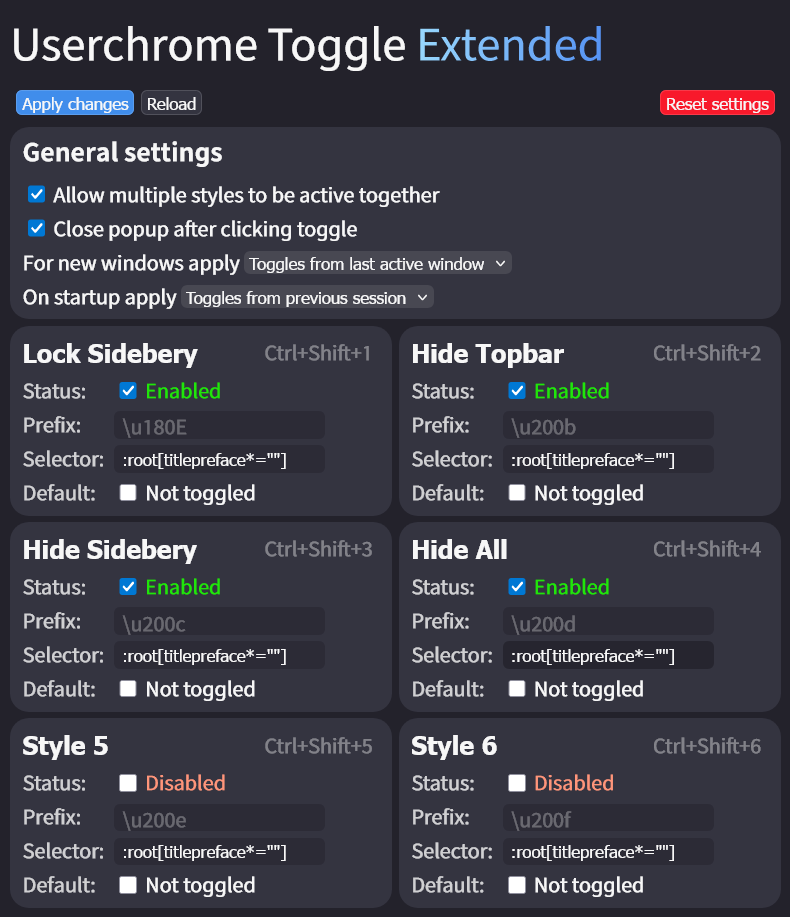 Userchrome Toggle Extended
Apply changes Reload Reset settings
General settings
Allow multiple styles to be active together
Close popup after clicking toggle
For new windows apply Toggles from last active window
On startup apply Toggles from previous session
Lock Sidebery Ctrl+Shift+1
Status: Enabled
Prefix: \u180E
Selector: :root[titlepreface*=""]
Default: Not toggled
Hide Topbar Ctrl+Shift+2
Status: Enabled
Prefix: \u200b
Selector: :root[titlepreface*=""]
Default: Not toggled
Hide Sidebery Ctrl+Shift+3
Status: Enabled
Prefix: \u200c
Selector: :root[titlepreface*=""]
Default: Not toggled
Hide All Ctrl+Shift+4
Status: Enabled
Prefix: \u200d
Selector: :root[titlepreface*=""]
Default: Not toggled
Style 5 Ctrl+Shift+5
Status: Disabled
Prefix: \u200e
Selector: :root[titlepreface*=""]
Default: Not toggled
Style 6 Ctrl+Shift+6
Status: Disabled
Prefix: \u200f
Selector: :root[titlepreface*=""]
Default: Not toggled